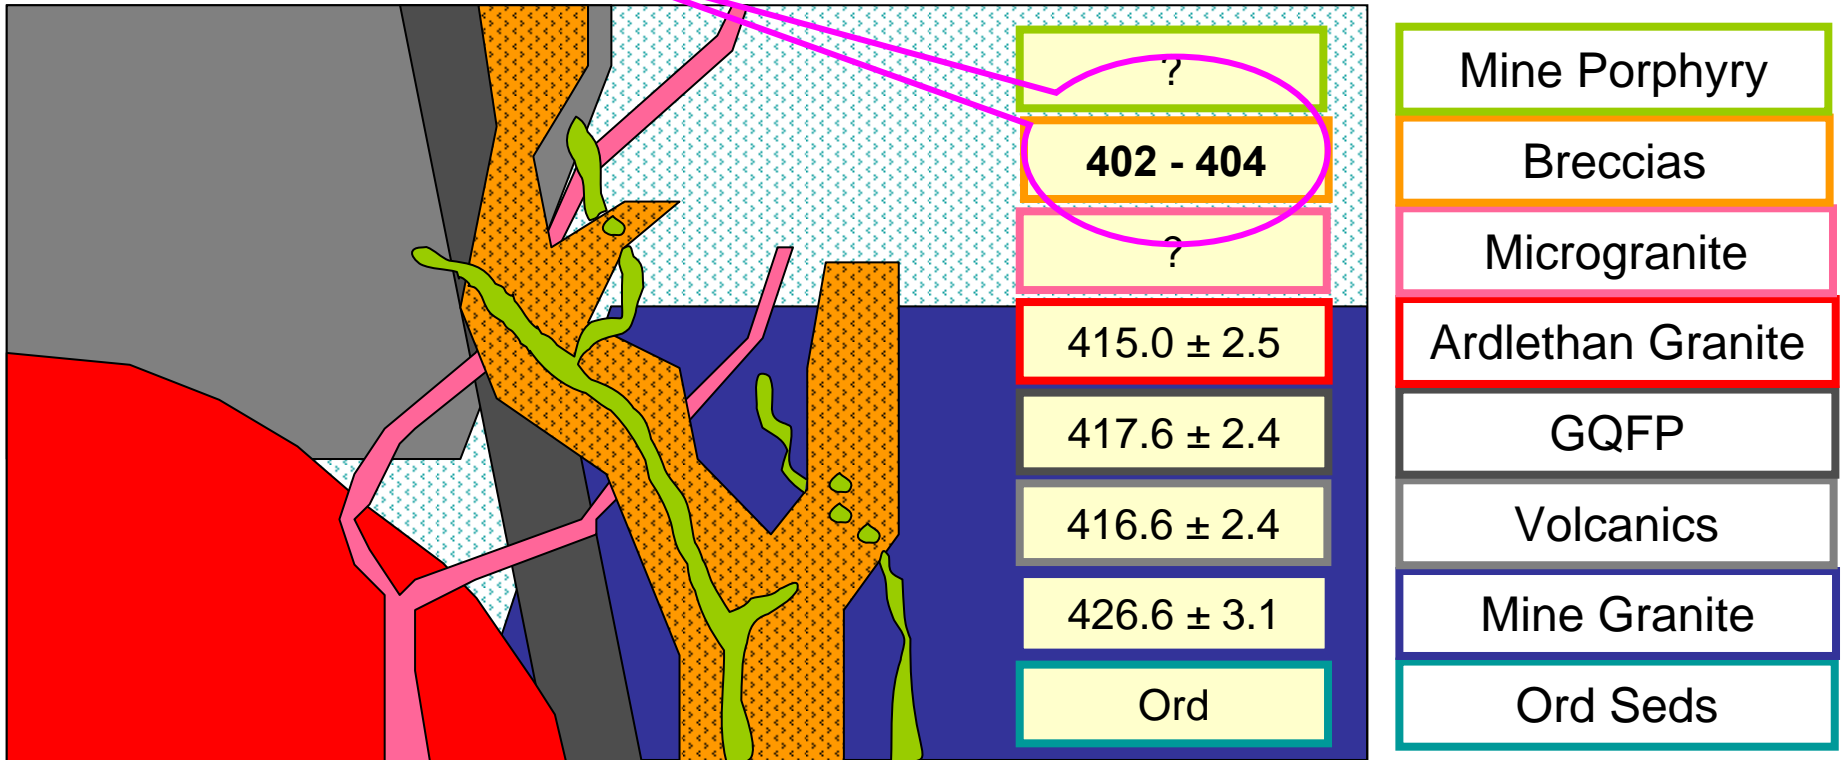 ? Mine Porphyry
402 - 404 Breccias
? Microgranite
415.0 ± 2.5 Ardlethan Granite
417.6 ± 2.4 GQFP
416.6 ± 2.4 Volcanics
426.6 ± 3.1 Mine Granite
Ord Ord Seds